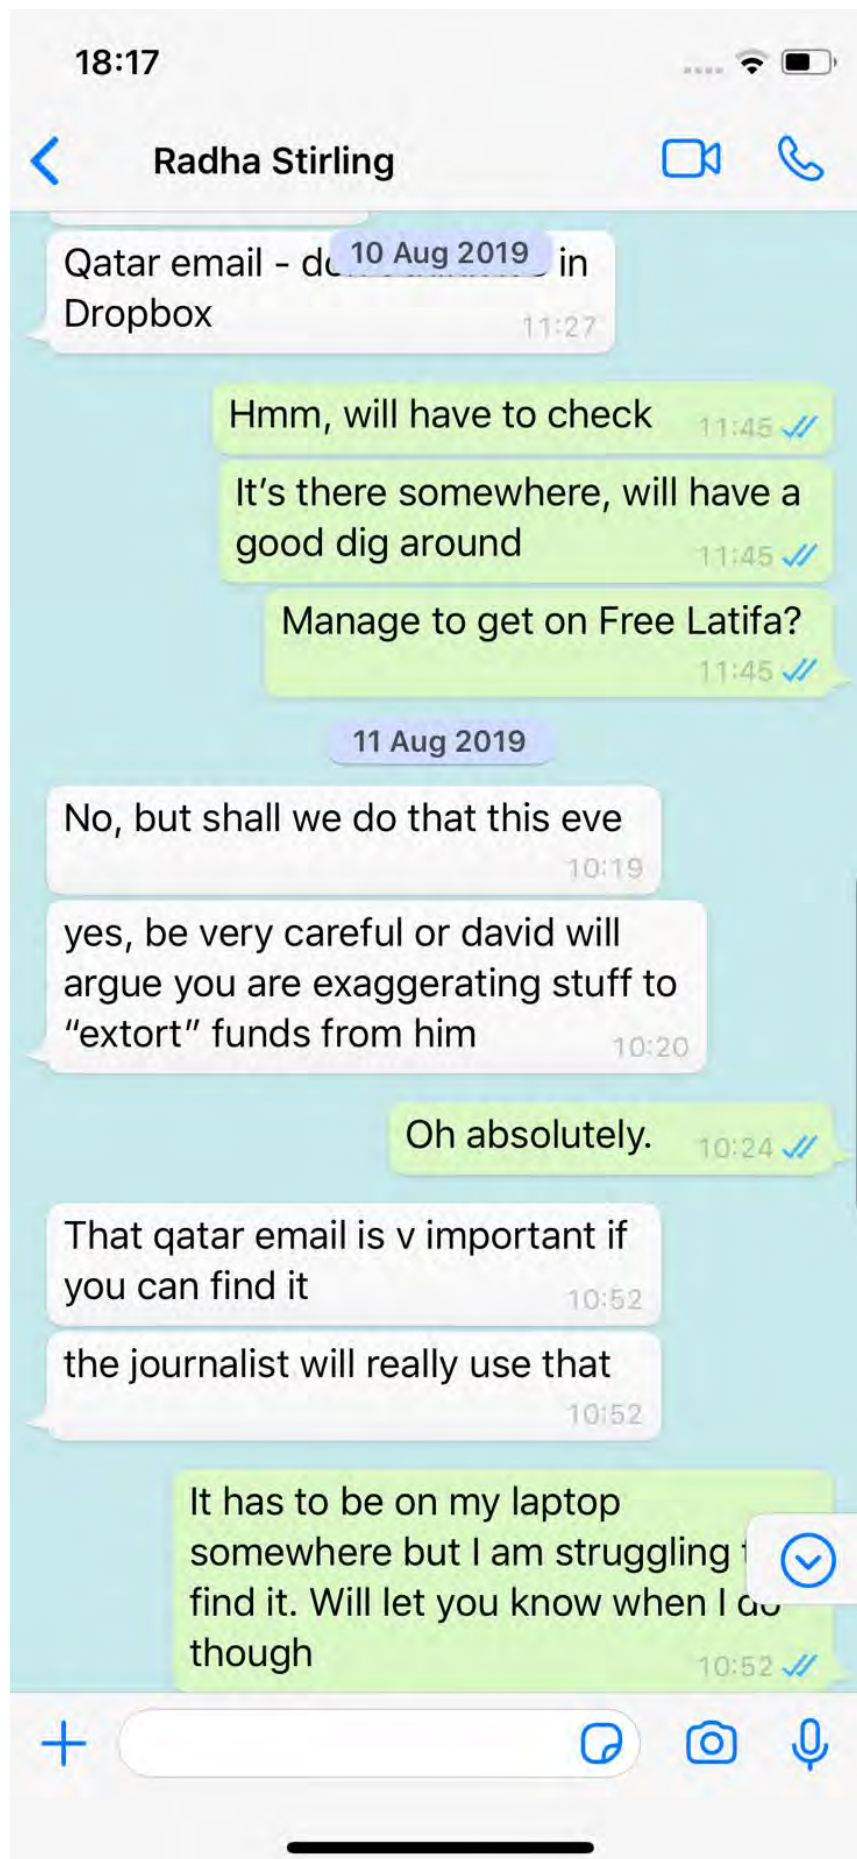 18:17
Radha Stirling
10 Aug 2019
Qatar email - in
Dropbox
11:27
Hmm, will have to check
11:45
It's there somewhere, will have a
good dig around
11:45
Manage to get on Free Latifa?
11:45
11 Aug 2019
No, but shall we do that this eve
10:19
yes, be very careful or david will
argue you are exaggerating stuff to
"extort" funds from him
10:20
Oh absolutely.
10:24
That qatar email is v important if
you can find it
10:52
the journalist will really use that
10:52
It has to be on my laptop
somewhere but I am struggling
find it. Will let you know when I do
though
10:52